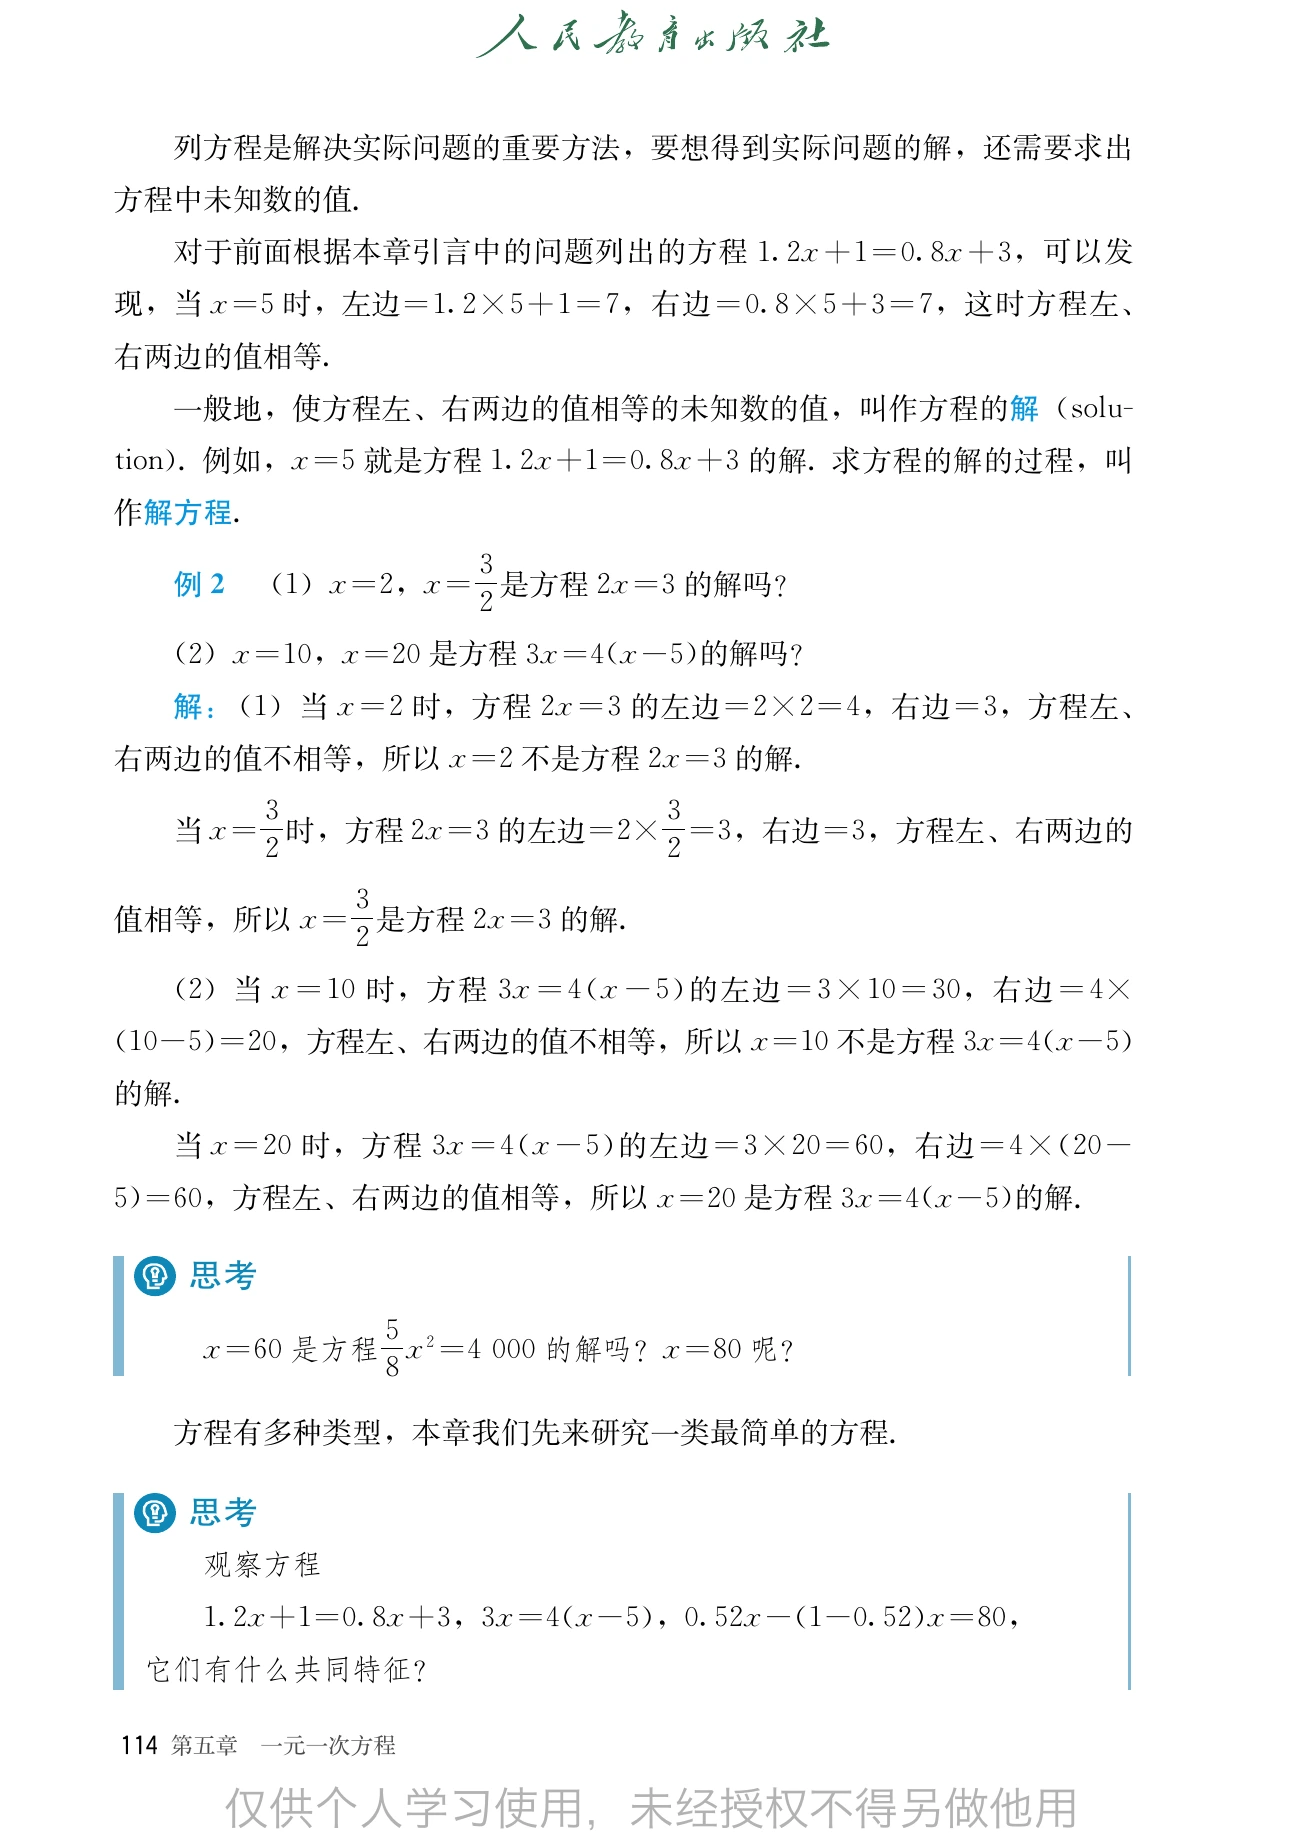 人民教育出版社
列方程是解决实际问题的重要方法，要想得到实际问题的解，还需要求出
方程中未知数的值.
对于前面根据本章引言中的问题列出的方程 1.2x+1=0.8x+3，可以发
现，当 x=5 时，左边=1.2×5+1=7，右边=0.8×5+3=7，这时方程左、
右两边的值相等.
一般地，使方程左、右两边的值相等的未知数的值，叫作方程的解（solu-
tion）. 例如，x=5 就是方程 1.2x+1=0.8x+3 的解. 求方程的解的过程，叫
作解方程.
例 2 （1）x=2，x=3/2是方程 2x=3 的解吗？
（2）x=10，x=20 是方程 3x=4(x-5)的解吗？
解：（1）当 x=2 时，方程 2x=3 的左边=2×2=4，右边=3，方程左、
右两边的值不相等，所以 x=2 不是方程 2x=3 的解.
当 x=3/2时，方程 2x=3 的左边=2×3/2=3，右边=3，方程左、右两边的
值相等，所以 x=3/2是方程 2x=3 的解.
（2）当 x=10 时，方程 3x=4(x-5)的左边=3×10=30，右边=4×
(10-5)=20，方程左、右两边的值不相等，所以 x=10 不是方程 3x=4(x-5)
的解.
当 x=20 时，方程 3x=4(x-5)的左边=3×20=60，右边=4×(20-
5)=60，方程左、右两边的值相等，所以 x=20 是方程 3x=4(x-5)的解.
思考
x=60 是方程5/8x²=4 000 的解吗？x=80 呢？
方程有多种类型，本章我们先来研究一类最简单的方程.
思考
观察方程
1.2x+1=0.8x+3，3x=4(x-5)，0.52x-(1-0.52)x=80，
它们有什么共同特征？
114 第五章 一元一次方程
仅供个人学习使用，未经授权不得另做他用